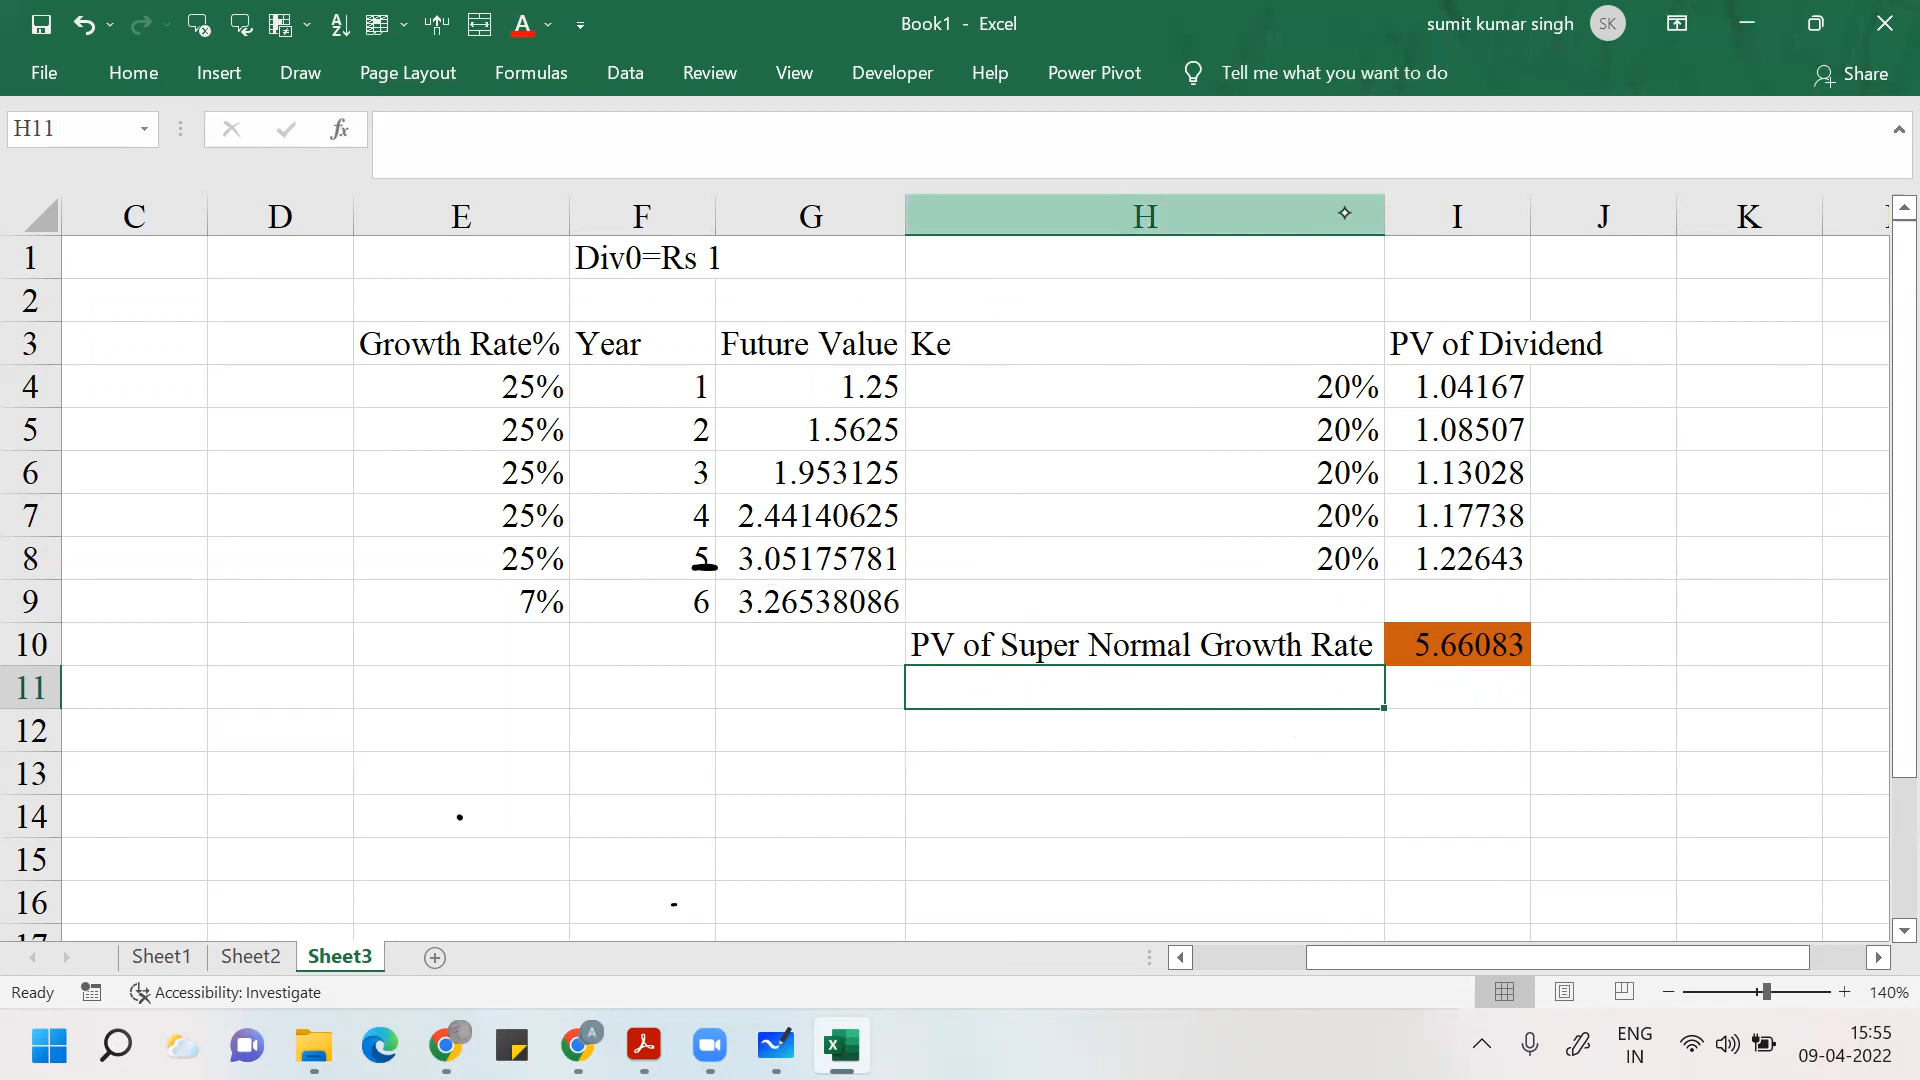 Book1 - Excel
sumit kumar singh SK
File Home Insert Draw Page Layout Formulas Data Review View Developer Help Power Pivot Tell me what you want to do Share
H11 fx
C D E F G H I J K
1 Div0=Rs 1
2
3 Growth Rate% Year Future Value Ke PV of Dividend
4 25% 1 1.25 20% 1.04167
5 25% 2 1.5625 20% 1.08507
6 25% 3 1.953125 20% 1.13028
7 25% 4 2.44140625 20% 1.17738
8 25% 5 3.05175781 20% 1.22643
9 7% 6 3.26538086
10 PV of Super Normal Growth Rate 5.66083
11
12
13
14
15
16
17
Sheet1 Sheet2 Sheet3
Ready Accessibility: Investigate 140%
ENG 15:55
IN 09-04-2022